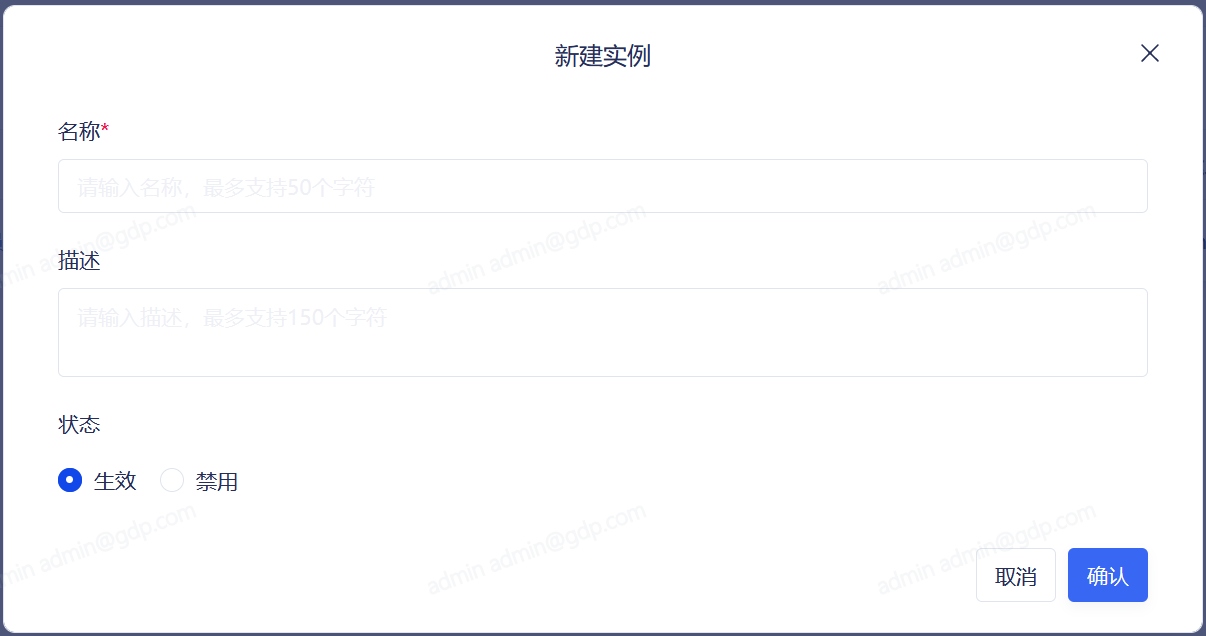 新建实例
名称*
请输入名称，最多支持50个字符
admin admin@gdp.com
admin admin@gdp.com
admin admin@gdp.com
描述
请输入描述，最多支持150个字符
状态
生效 禁用
admin admin@gdp.com
admin admin@gdp.com
admin admin@gdp.com
取消 确认